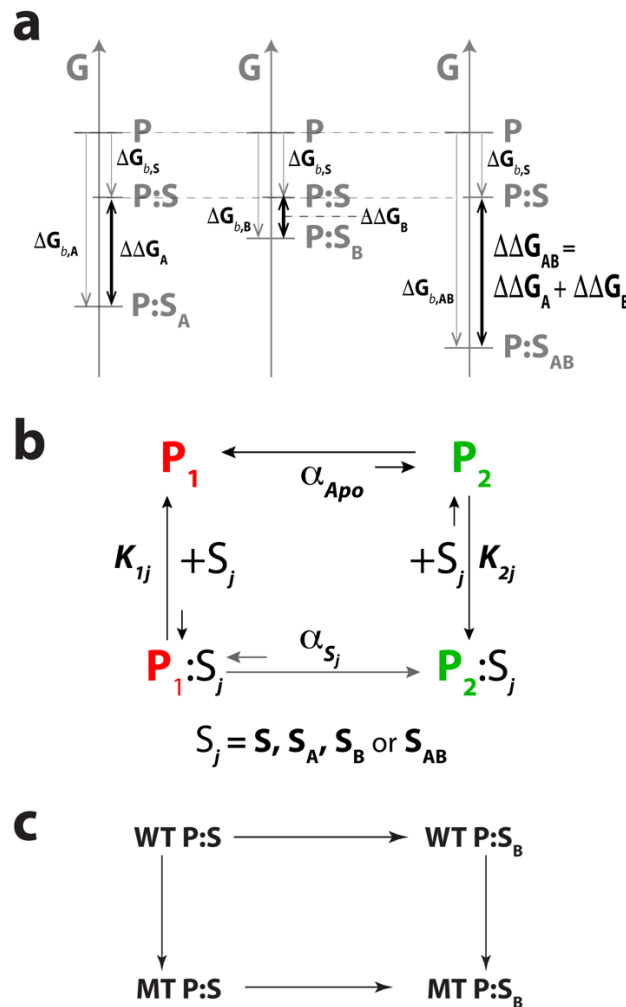 a
G G G
P P P
ΔG_b,S ΔG_b,S ΔG_b,S
P:S P:S P:S
ΔG_b,A ΔΔG_A ΔG_b,B ΔΔG_B ΔG_b,AB ΔΔG_AB =
P:S_B ΔΔG_A + ΔΔG_B
P:S_A P:S_AB
b
P_1 α_Apo P_2
K_1j +S_j +S_j K_2j
P_1:S_j α_S_j P_2:S_j
S_j = S, S_A, S_B or S_AB
c
WT P:S WT P:S_B
MT P:S MT P:S_B